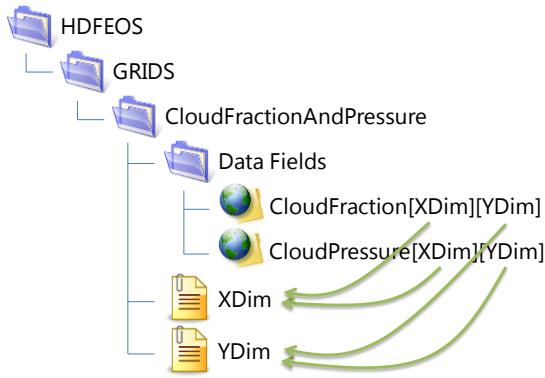 HDFEOS
GRIDS
CloudFractionAndPressure
Data Fields
CloudFraction[XDim][YDim]
CloudPressure[XDim][YDim]
XDim
YDim